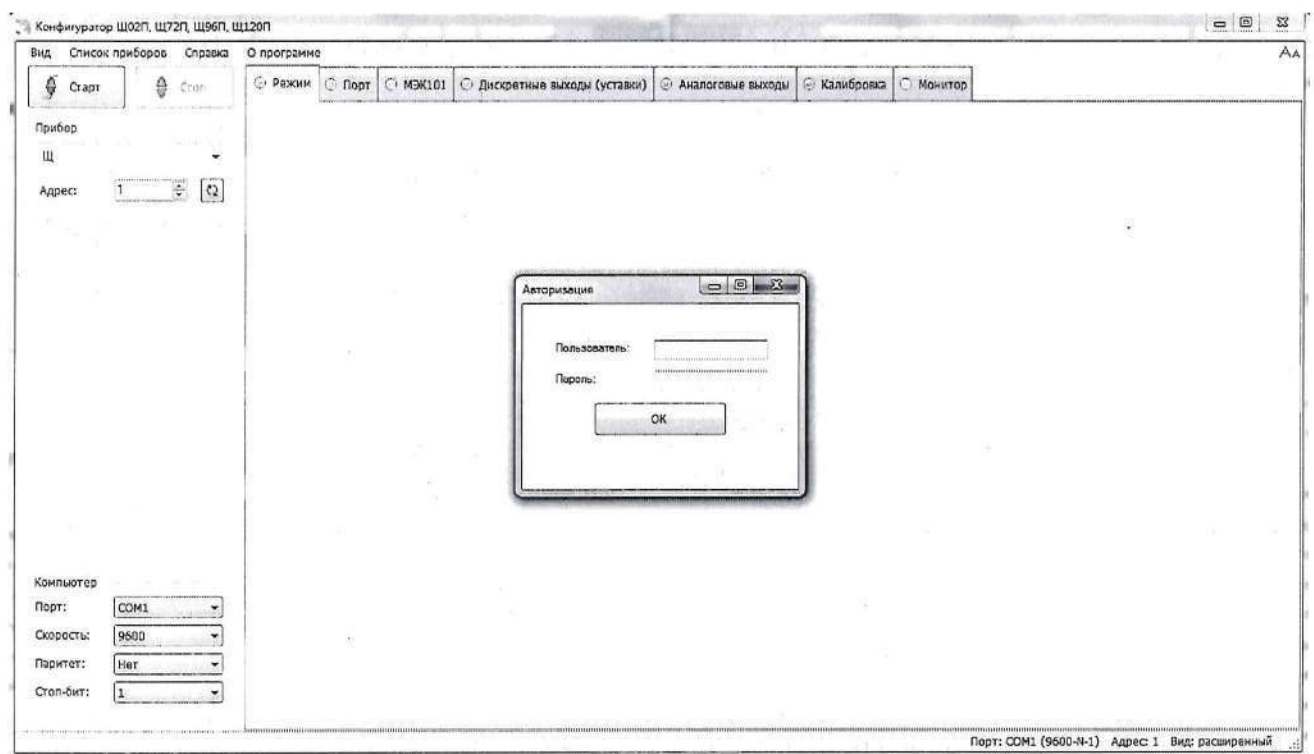 Конфигуратор Щ02П, Щ72П, Щ96П, Щ120П
Вид Список приборов Справка О программе
АА
Старт Стоп
Режим Порт МЭК101 Дискретные выходы (уставки) Аналоговые выходы Калибровка Монитор
Прибор
Щ
Адрес: 1
Авторизация
Пользователь:
Пароль:
ОК
Компьютер
Порт: COM1
Скорость: 9600
Паритет: Нет
Стоп-бит: 1
Порт: COM1 (9600-N-1) Адрес: 1 Вид: расширенный